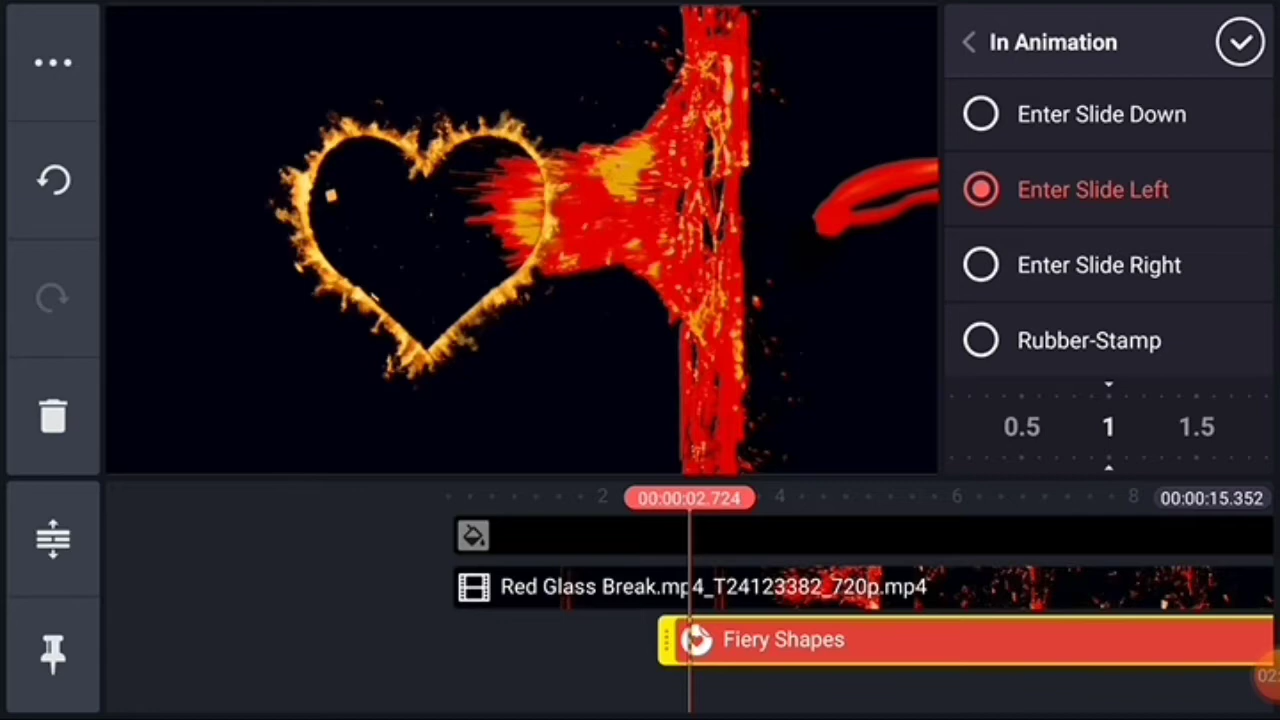 In Animation
Enter Slide Down
Enter Slide Left
Enter Slide Right
Rubber-Stamp
0.5 1 1.5
2 00:00:02.724 4 6 8 00:00:15.352
Red Glass Break.mp4_T24123382_720p.mp4
Fiery Shapes
02: